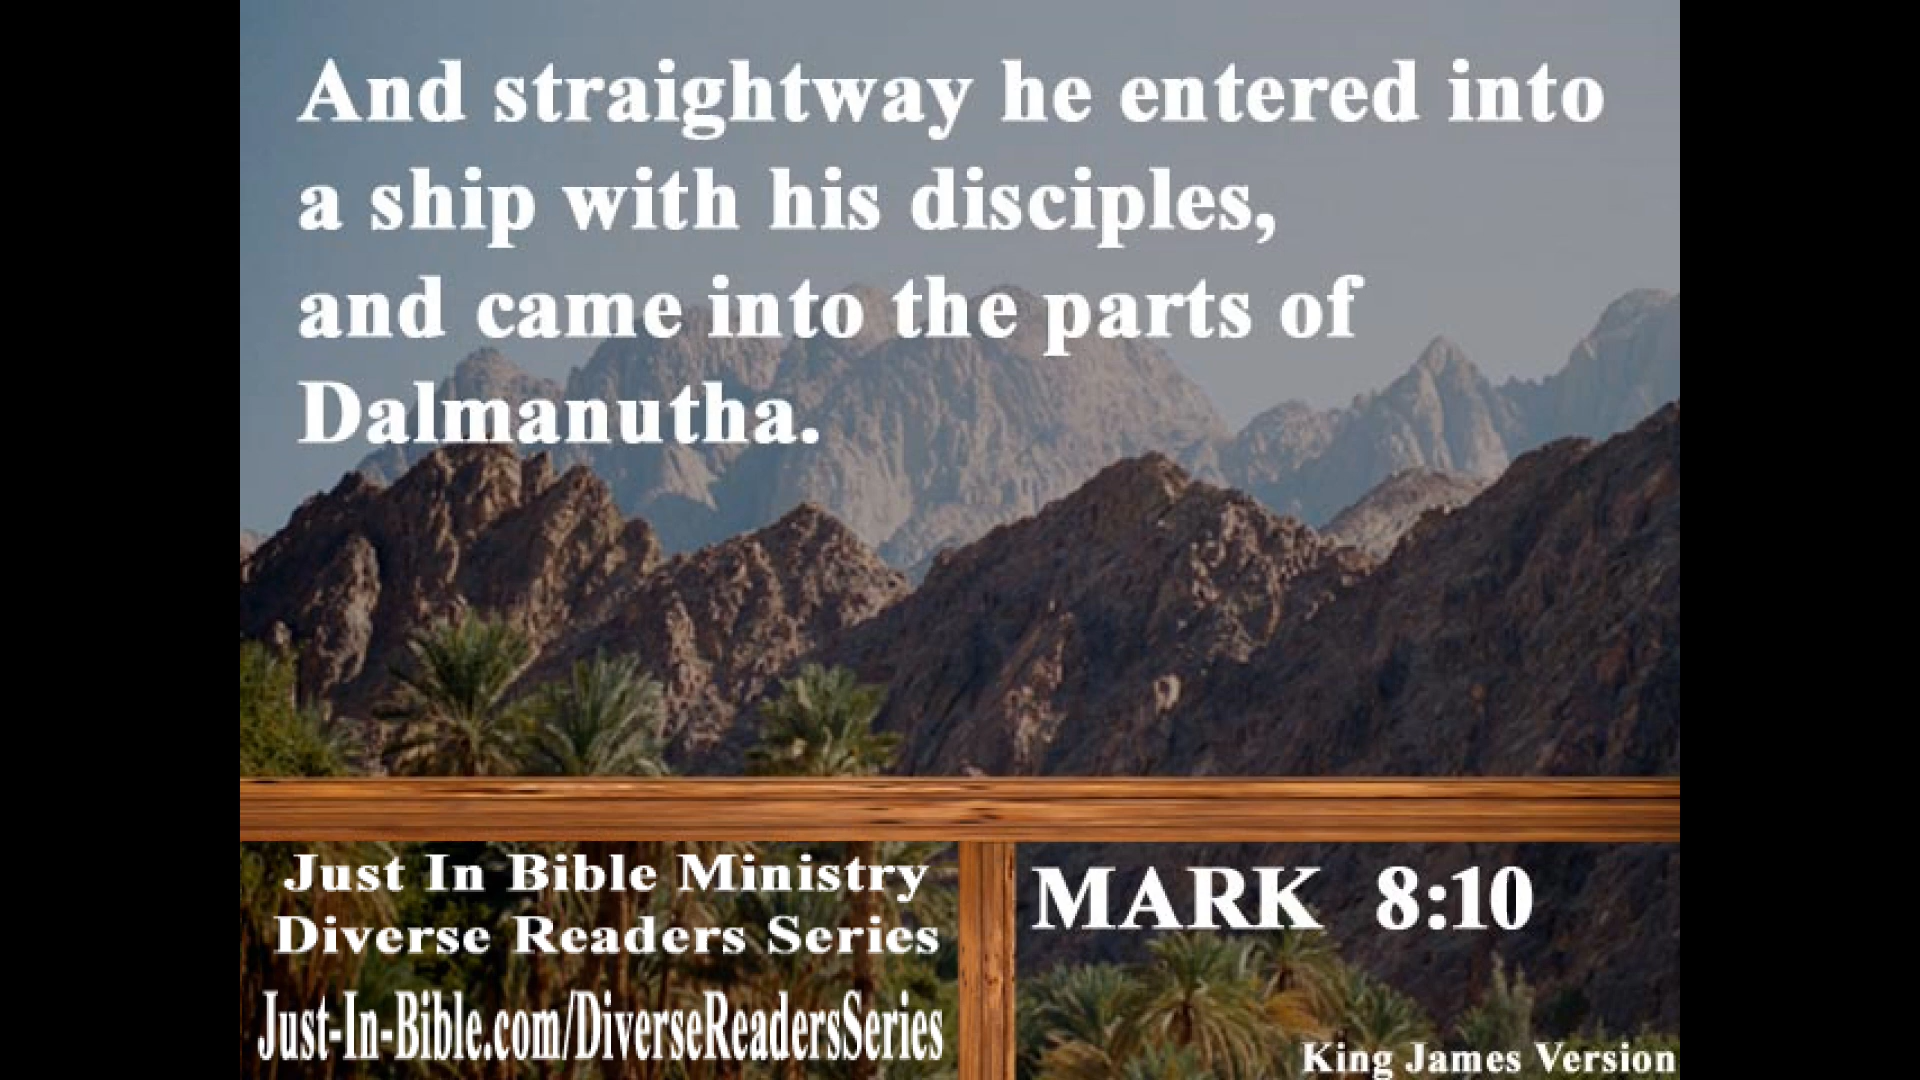 And straightway he entered into
a ship with his disciples,
and came into the parts of
Dalmanutha.
Just In Bible Ministry
Diverse Readers Series
Just-In-Bible.com/DiverseReadersSeries
MARK 8:10
King James Version